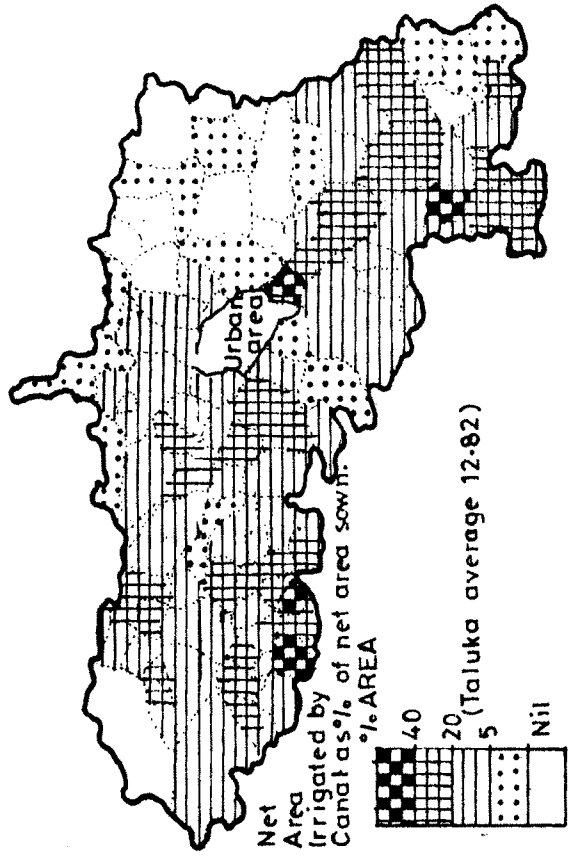 Urban
area
Net
Area
Irrigated by
Canal as % of net area sown.
% AREA
40
20
(Taluka average 12·82)
5
Nil